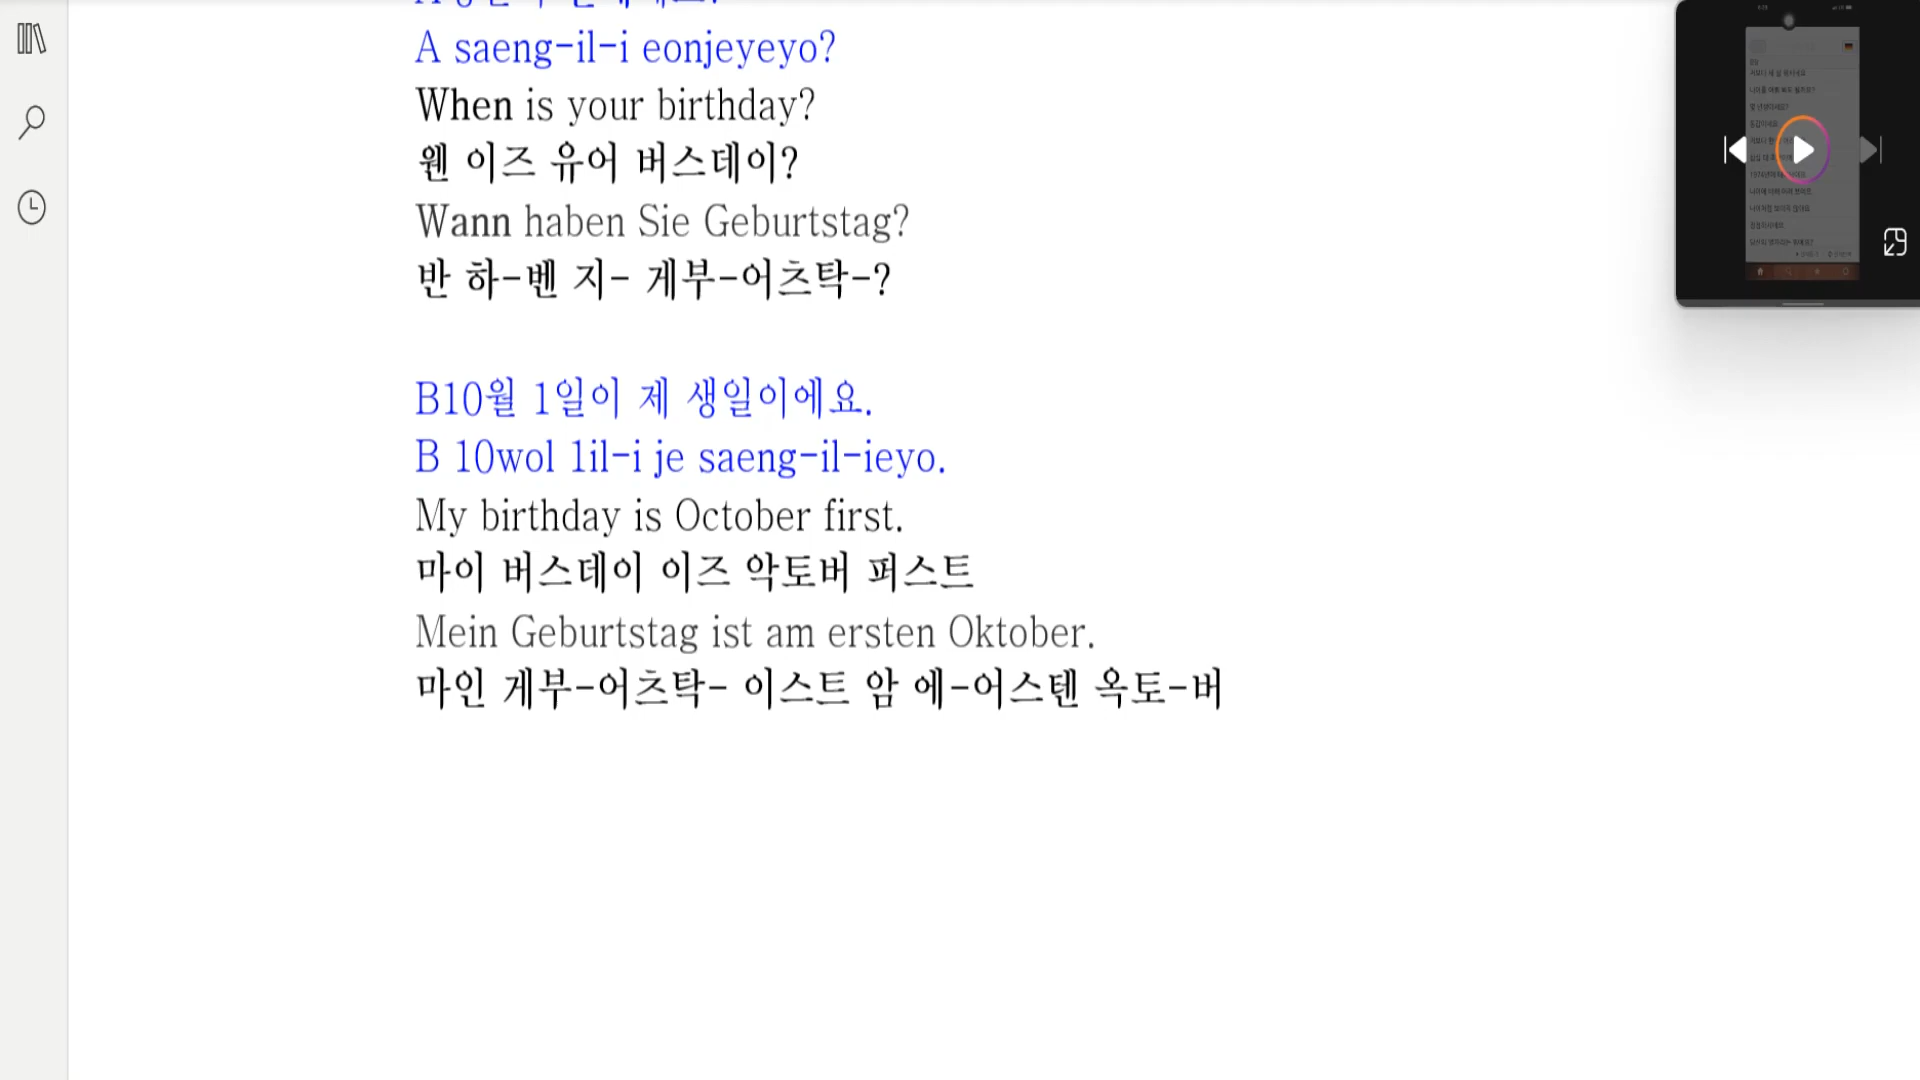 A saeng-il-i eonjeyeyo?
When is your birthday?
웬 이즈 유어 버스데이?
Wann haben Sie Geburtstag?
반 하-벤 지- 게부-어츠탁-?
B10월 1일이 제 생일이에요.
B 10wol 1il-i je saeng-il-ieyo.
My birthday is October first.
마이 버스데이 이즈 악토버 퍼스트
Mein Geburtstag ist am ersten Oktober.
마인 게부-어츠탁- 이스트 암 에-어스텐 옥토-버